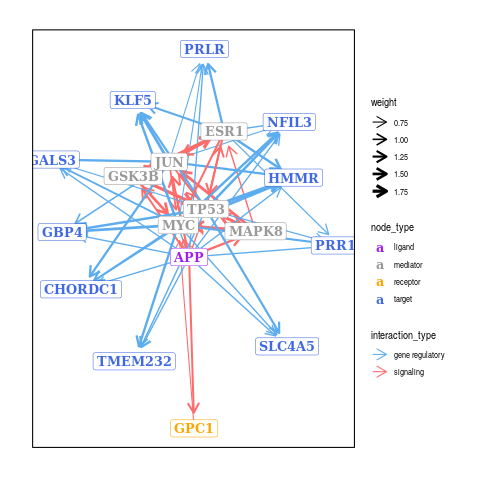 PRLR
KLF5
ESR1
NFIL3
GALS3
JUN
GSK3B
HMMR
TP53
MYC
GBP4
MAPK8
PRR1
APP
CHORDC1
SLC4A5
TMEM232
GPC1
weight
0.75
1.00
1.25
1.50
1.75
node_type
a ligand
a mediator
a receptor
a target
interaction_type
gene regulatory
signaling